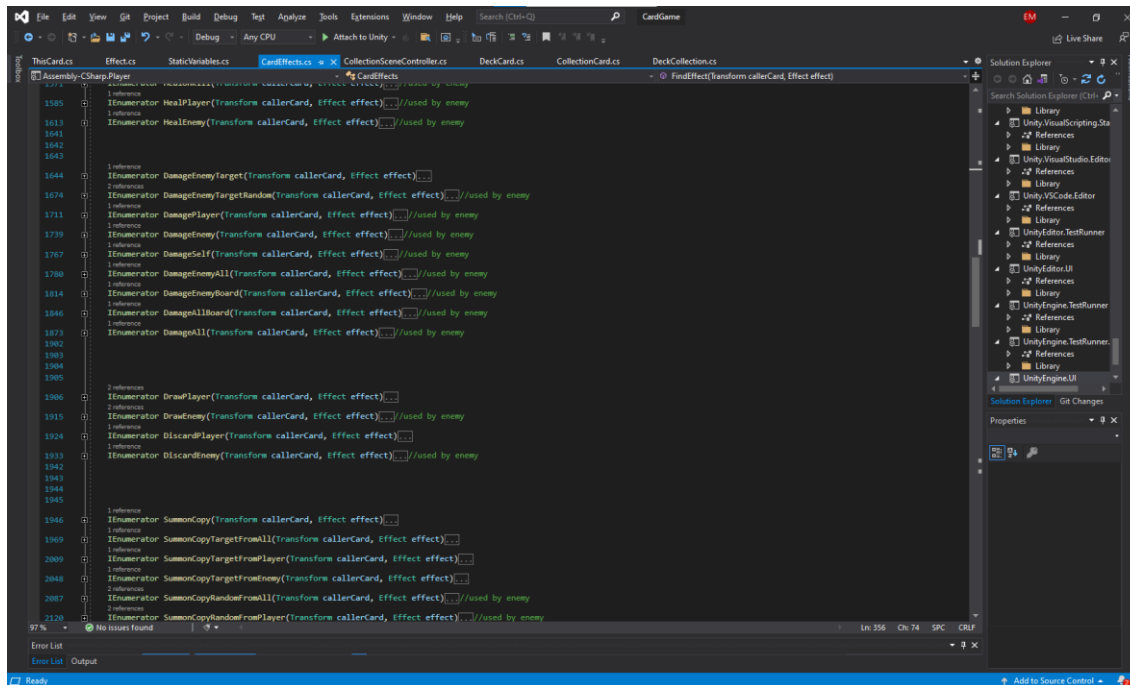 File Edit View Git Project Build Debug Test Analyze Tools Extensions Window Help Search (Ctrl+Q) CardGame EM
Debug Any CPU Attach to Unity Live Share
Toolbox
ThisCard.cs Effect.cs StaticVariables.cs CardEffects.cs CollectionSceneController.cs DeckCard.cs CollectionCard.cs DeckCollection.cs
Assembly-CSharp.Player CardEffects FindEffect(Transform callerCard, Effect effect)
1 reference
1585 IEnumerator HealPlayer(Transform callerCard, Effect effect)...//used by enemy
1 reference
1613 IEnumerator HealEnemy(Transform callerCard, Effect effect)...//used by enemy
1641
1642
1643
1 reference
1644 IEnumerator DamageEnemyTarget(Transform callerCard, Effect effect)...
2 references
1674 IEnumerator DamageEnemyTargetRandom(Transform callerCard, Effect effect)...//used by enemy
1 reference
1711 IEnumerator DamagePlayer(Transform callerCard, Effect effect)...//used by enemy
1 reference
1739 IEnumerator DamageEnemy(Transform callerCard, Effect effect)...//used by enemy
1 reference
1767 IEnumerator DamageSelf(Transform callerCard, Effect effect)...//used by enemy
1 reference
1780 IEnumerator DamageEnemyAll(Transform callerCard, Effect effect)...//used by enemy
1 reference
1814 IEnumerator DamageEnemyBoard(Transform callerCard, Effect effect)...//used by enemy
1 reference
1846 IEnumerator DamageAllBoard(Transform callerCard, Effect effect)...//used by enemy
1 reference
1873 IEnumerator DamageAll(Transform callerCard, Effect effect)...//used by enemy
1902
1903
1904
1905
2 references
1906 IEnumerator DrawPlayer(Transform callerCard, Effect effect)...
2 references
1915 IEnumerator DrawEnemy(Transform callerCard, Effect effect)...//used by enemy
1 reference
1924 IEnumerator DiscardPlayer(Transform callerCard, Effect effect)...
1 reference
1933 IEnumerator DiscardEnemy(Transform callerCard, Effect effect)...//used by enemy
1942
1943
1944
1945
1 reference
1946 IEnumerator SummonCopy(Transform callerCard, Effect effect)...
1 reference
1969 IEnumerator SummonCopyTargetFromAll(Transform callerCard, Effect effect)...
1 reference
2009 IEnumerator SummonCopyTargetFromPlayer(Transform callerCard, Effect effect)...
1 reference
2048 IEnumerator SummonCopyTargetFromEnemy(Transform callerCard, Effect effect)...
2 references
2087 IEnumerator SummonCopyRandomFromAll(Transform callerCard, Effect effect)...//used by enemy
2 references
2120 IEnumerator SummonCopyRandomFromPlayer(Transform callerCard, Effect effect)...//used by enemy
97 % No issues found Ln: 356 Ch: 74 SPC CRLF
Error List
Error List Output
Ready Add to Source Control
Solution Explorer
Search Solution Explorer (Ctrl+
Library
Unity.VisualScripting.Sta
References
Library
Unity.VisualStudio.Editor
References
Library
Unity.VSCode.Editor
References
Library
UnityEditor.TestRunner
References
Library
UnityEditor.UI
References
Library
UnityEngine.TestRunner
References
Library
UnityEngine.TestRunner.
References
Library
UnityEngine.UI
Solution Explorer Git Changes
Properties